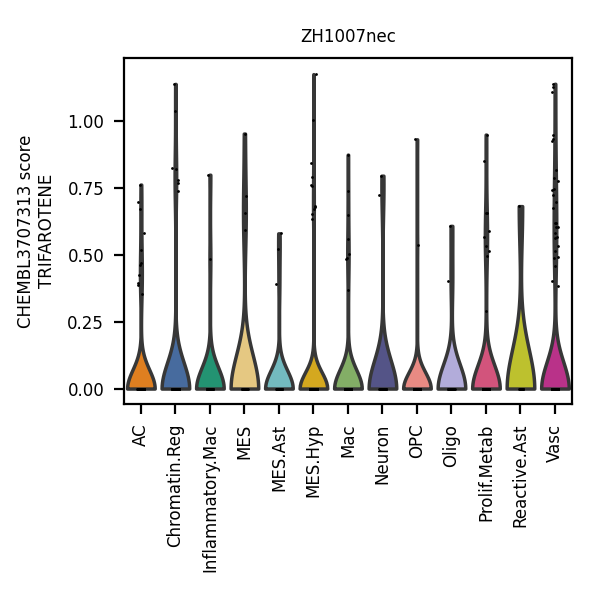 ZH1007nec
CHEMBL3707313 score
TRIFAROTENE
1.00
0.75
0.50
0.25
0.00
AC
Chromatin.Reg
Inflammatory.Mac
MES
MES.Ast
MES.Hyp
Mac
Neuron
OPC
Oligo
Prolif.Metab
Reactive.Ast
Vasc